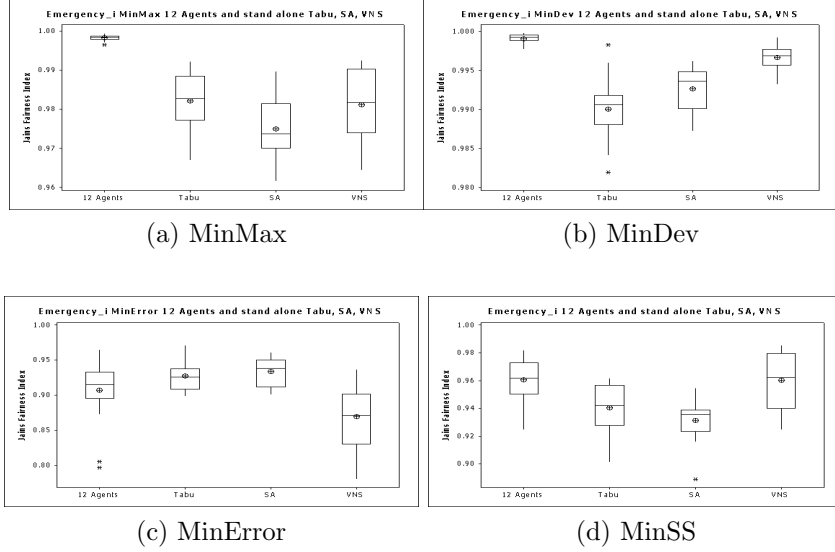 Emergency_i MinMax 12 Agents and stand alone Tabu, SA, VNS
Jains Fairness Index
1.00
0.99
0.98
0.97
0.96
12 Agents Tabu SA VNS
(a) MinMax
Emergency_i MinDev 12 Agents and stand alone Tabu, SA, VNS
Jains Fairness Index
1.000
0.995
0.990
0.985
0.980
12 Agents Tabu SA VNS
(b) MinDev
Emergency_i MinError 12 Agents and stand alone Tabu, SA, VNS
Jains Fairness Index
1.00
0.95
0.90
0.85
0.80
12 Agents Tabu SA VNS
(c) MinError
Emergency_i 12 Agents and stand alone Tabu, SA, VNS
Jains Fairness Index
1.00
0.98
0.96
0.94
0.92
0.90
12 Agents Tabu SA VNS
(d) MinSS